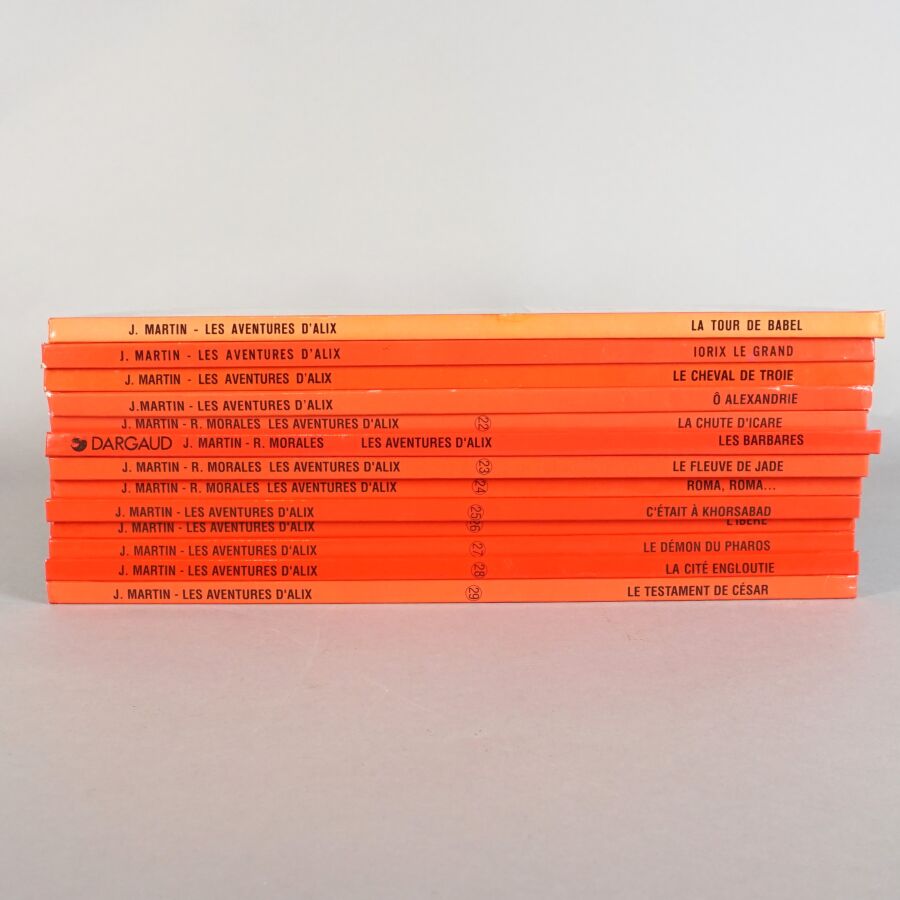 J. MARTIN - LES AVENTURES D'ALIX LA TOUR DE BABEL
J. MARTIN - LES AVENTURES D'ALIX IORIX LE GRAND
J. MARTIN - LES AVENTURES D'ALIX LE CHEVAL DE TROIE
J.MARTIN - LES AVENTURES D'ALIX Ô ALEXANDRIE
J. MARTIN - R. MORALES LES AVENTURES D'ALIX 22 LA CHUTE D'ICARE
DARGAUD J. MARTIN - R. MORALES LES AVENTURES D'ALIX LES BARBARES
J. MARTIN - R. MORALES LES AVENTURES D'ALIX 23 LE FLEUVE DE JADE
J. MARTIN - R. MORALES LES AVENTURES D'ALIX 24 ROMA, ROMA...
J. MARTIN - LES AVENTURES D'ALIX 25 C'ÉTAIT À KHORSABAD
J. MARTIN - LES AVENTURES D'ALIX 26 L'IBÈRE
J. MARTIN - LES AVENTURES D'ALIX 27 LE DÉMON DU PHAROS
J. MARTIN - LES AVENTURES D'ALIX 28 LA CITÉ ENGLOUTIE
J. MARTIN - LES AVENTURES D'ALIX 29 LE TESTAMENT DE CÉSAR